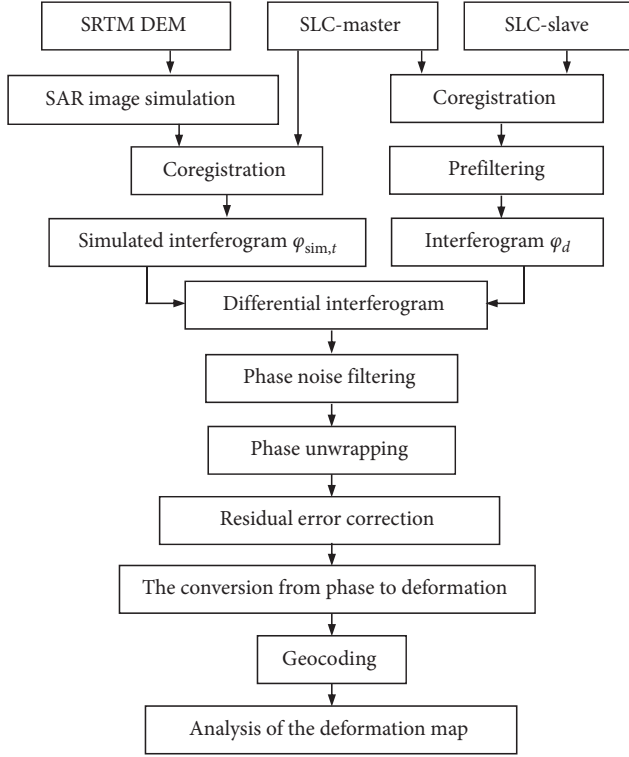 SRTM DEM
SLC-master
SLC-slave
SAR image simulation
Coregistration
Coregistration
Prefiltering
Simulated interferogram φsim,t
Interferogram φd
Differential interferogram
Phase noise filtering
Phase unwrapping
Residual error correction
The conversion from phase to deformation
Geocoding
Analysis of the deformation map